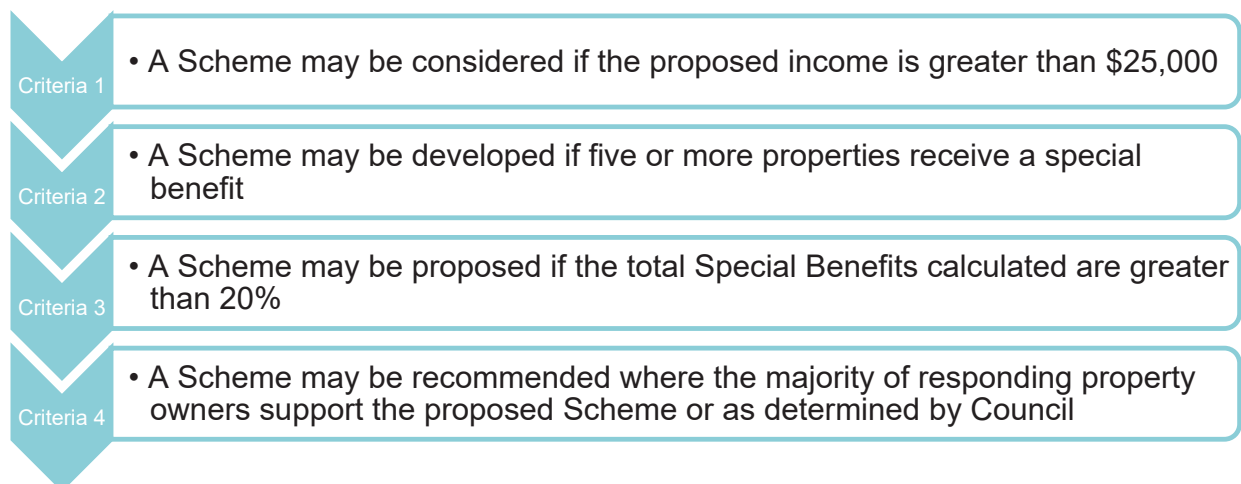 Criteria 1
• A Scheme may be considered if the proposed income is greater than $25,000
Criteria 2
• A Scheme may be developed if five or more properties receive a special
benefit
Criteria 3
• A Scheme may be proposed if the total Special Benefits calculated are greater
than 20%
Criteria 4
• A Scheme may be recommended where the majority of responding property
owners support the proposed Scheme or as determined by Council